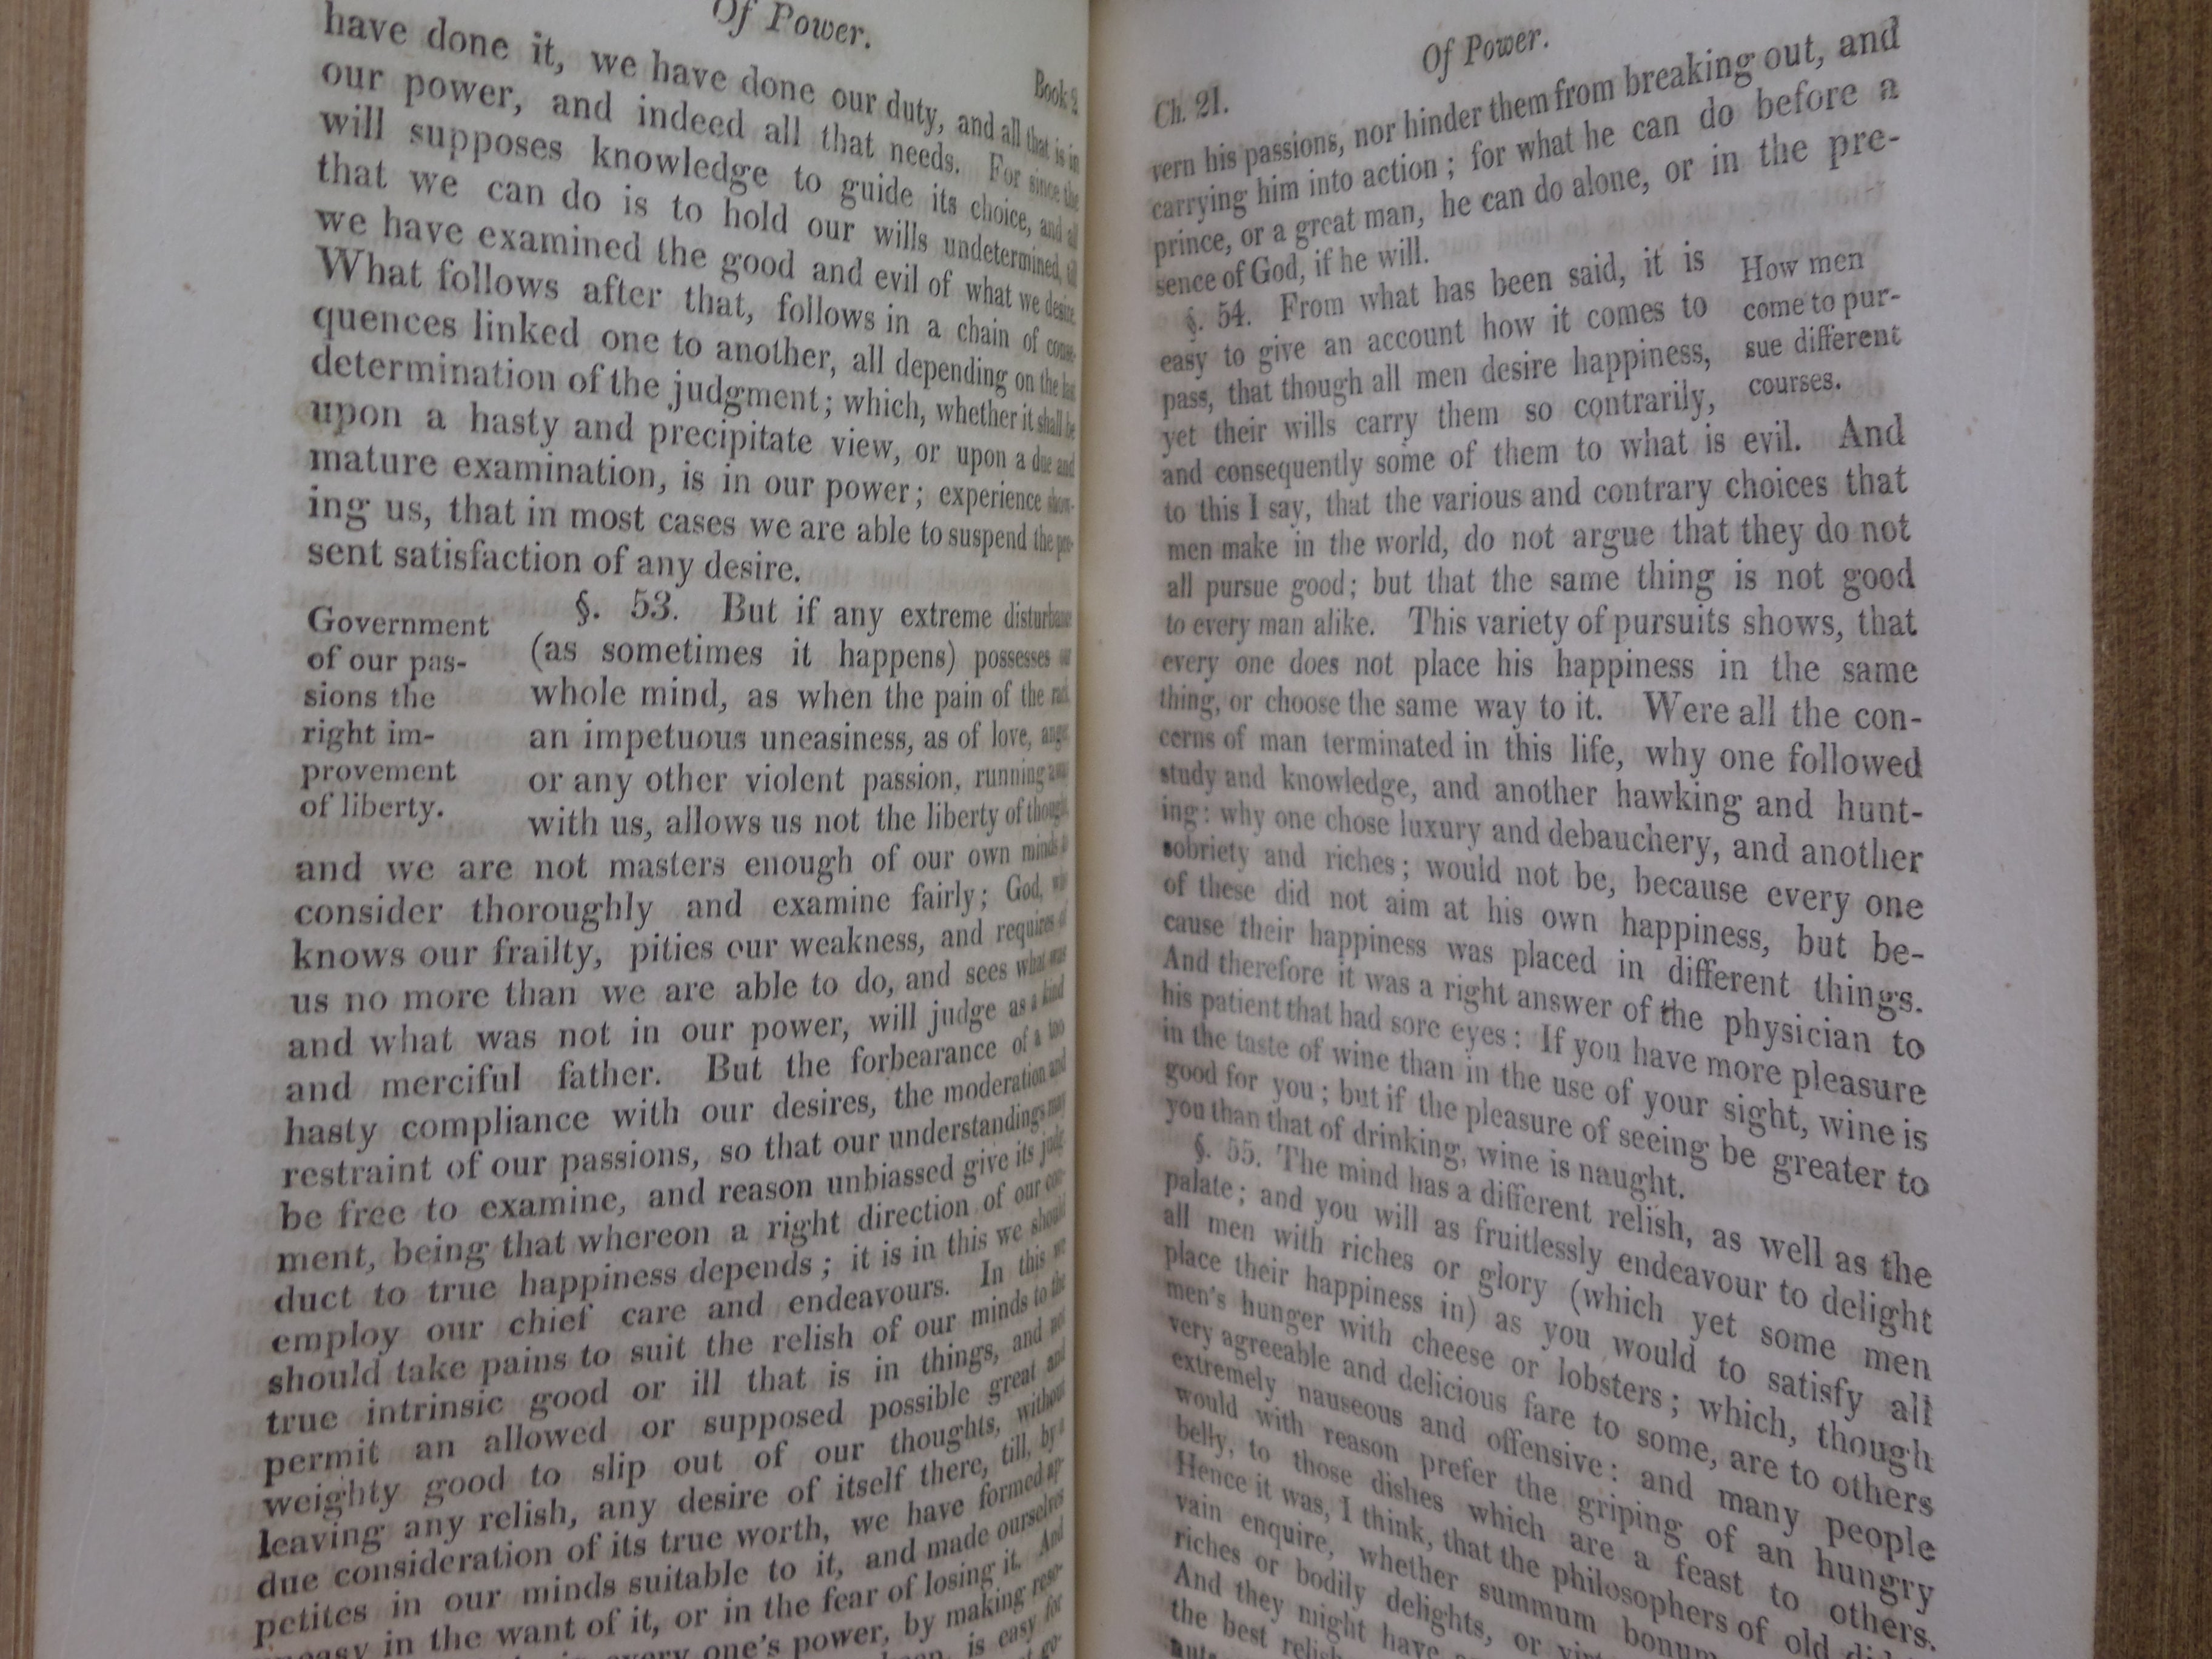 Of Power.
Book 2
have done it, we have done our duty, and all that is in
our power, and indeed all that needs. For since the
will supposes knowledge to guide its choice, and all
that we can do is to hold our wills undetermined, till
we have examined the good and evil of what we desire.
What follows after that, follows in a chain of conse-
quences linked one to another, all depending on the last
determination of the judgment; which, whether it shall be
upon a hasty and precipitate view, or upon a due and
mature examination, is in our power; experience show-
ing us, that in most cases we are able to suspend the pre-
sent satisfaction of any desire.
Government
of our pas-
sions the
right im-
provement
of liberty.
§. 53. But if any extreme disturbance
(as sometimes it happens) possesses our
whole mind, as when the pain of the rack,
an impetuous uneasiness, as of love, anger,
or any other violent passion, running away
with us, allows us not the liberty of thought,
and we are not masters enough of our own minds to
consider thoroughly and examine fairly; God, who
knows our frailty, pities our weakness, and requires of
us no more than we are able to do, and sees what was
and what was not in our power, will judge as a kind
and merciful father. But the forbearance of a too
hasty compliance with our desires, the moderation and
restraint of our passions, so that our understandings may
be free to examine, and reason unbiassed give its judg-
ment, being that whereon a right direction of our con-
duct to true happiness depends; it is in this we should
employ our chief care and endeavours. In this we
should take pains to suit the relish of our minds to the
true intrinsic good or ill that is in things, and not
permit an allowed or supposed possible great and
weighty good to slip out of our thoughts, without
leaving any relish, any desire of itself there, till, by a
due consideration of its true worth, we have formed ap-
petites in our minds suitable to it, and made ourselves
in the want of it, or in the fear of losing it. And
every one's power, by making reso-
is easy for
Ch. 21.
Of Power.
vern his passions, nor hinder them from breaking out, and
carrying him into action; for what he can do before a
prince, or a great man, he can do alone, or in the pre-
sence of God, if he will.
How men
come to pur-
sue different
courses.
§. 54. From what has been said, it is
easy to give an account how it comes to
pass, that though all men desire happiness,
yet their wills carry them so contrarily,
and consequently some of them to what is evil. And
to this I say, that the various and contrary choices that
men make in the world, do not argue that they do not
all pursue good; but that the same thing is not good
to every man alike. This variety of pursuits shows, that
every one does not place his happiness in the same
thing, or choose the same way to it. Were all the con-
cerns of man terminated in this life, why one followed
study and knowledge, and another hawking and hunt-
ing: why one chose luxury and debauchery, and another
sobriety and riches; would not be, because every one
of these did not aim at his own happiness, but be-
cause their happiness was placed in different things.
And therefore it was a right answer of the physician to
his patient that had sore eyes: If you have more pleasure
in the taste of wine than in the use of your sight, wine is
good for you; but if the pleasure of seeing be greater to
you than that of drinking, wine is naught.
§. 55. The mind has a different relish, as well as the
palate; and you will as fruitlessly endeavour to delight
all men with riches or glory (which yet some men
place their happiness in) as you would to satisfy all
men's hunger with cheese or lobsters; which, though
very agreeable and delicious fare to some, are to others
extremely nauseous and offensive: and many people
would with reason prefer the griping of an hungry
belly, to those dishes which are a feast to others.
Hence it was, I think, that the philosophers of old did
vain enquire, whether summum bonum
riches or bodily delights, or
And they might have
the best relish